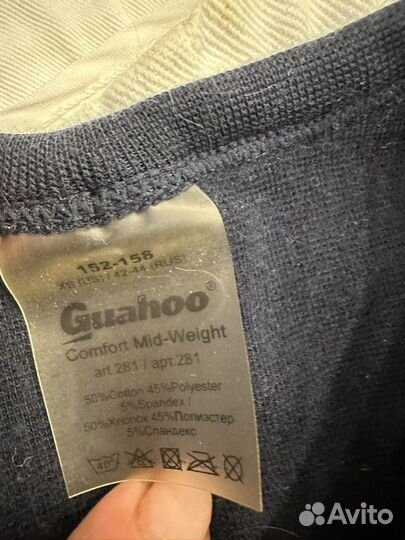 152-158
XS (US) / 42-44 (RUS)
Guahoo
Comfort Mid-Weight
art.281 / арт.281
50%Cotton 45%Polyester
5%Spandex /
50%Хлопок 45%Полиэстер
5%Спандекс
40
Avito